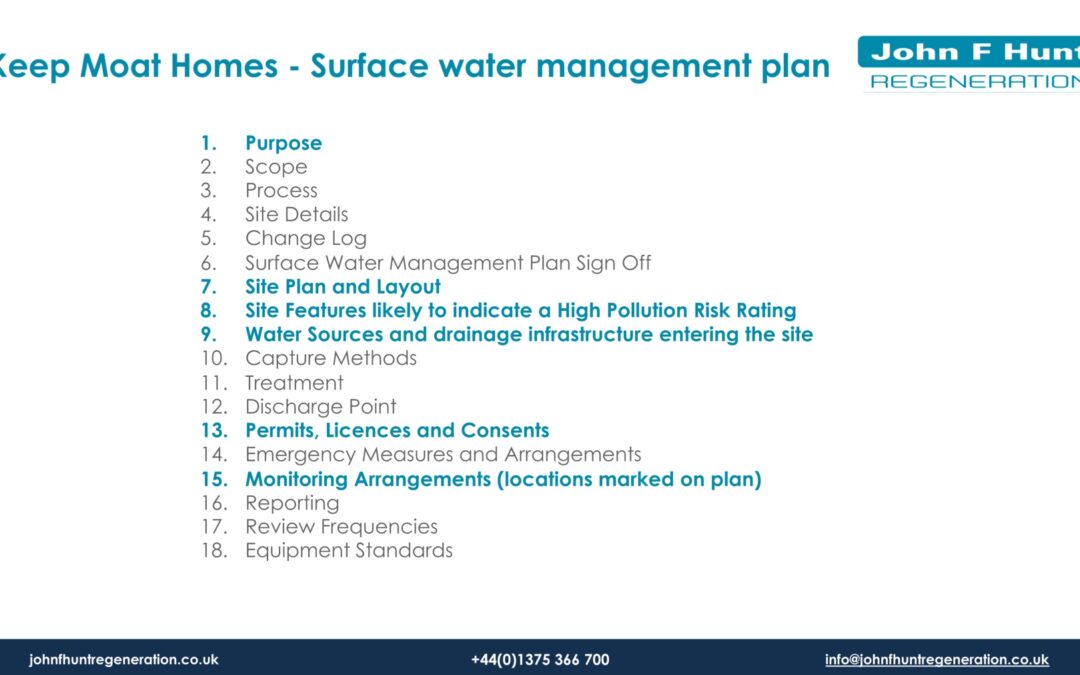 Keep Moat Homes - Surface water management plan
John F Hunt
REGENERATION
1. Purpose
2. Scope
3. Process
4. Site Details
5. Change Log
6. Surface Water Management Plan Sign Off
7. Site Plan and Layout
8. Site Features likely to indicate a High Pollution Risk Rating
9. Water Sources and drainage infrastructure entering the site
10. Capture Methods
11. Treatment
12. Discharge Point
13. Permits, Licences and Consents
14. Emergency Measures and Arrangements
15. Monitoring Arrangements (locations marked on plan)
16. Reporting
17. Review Frequencies
18. Equipment Standards
johnfhuntregeneration.co.uk
+44(0)1375 366 700
info@johnfhuntregeneration.co.uk